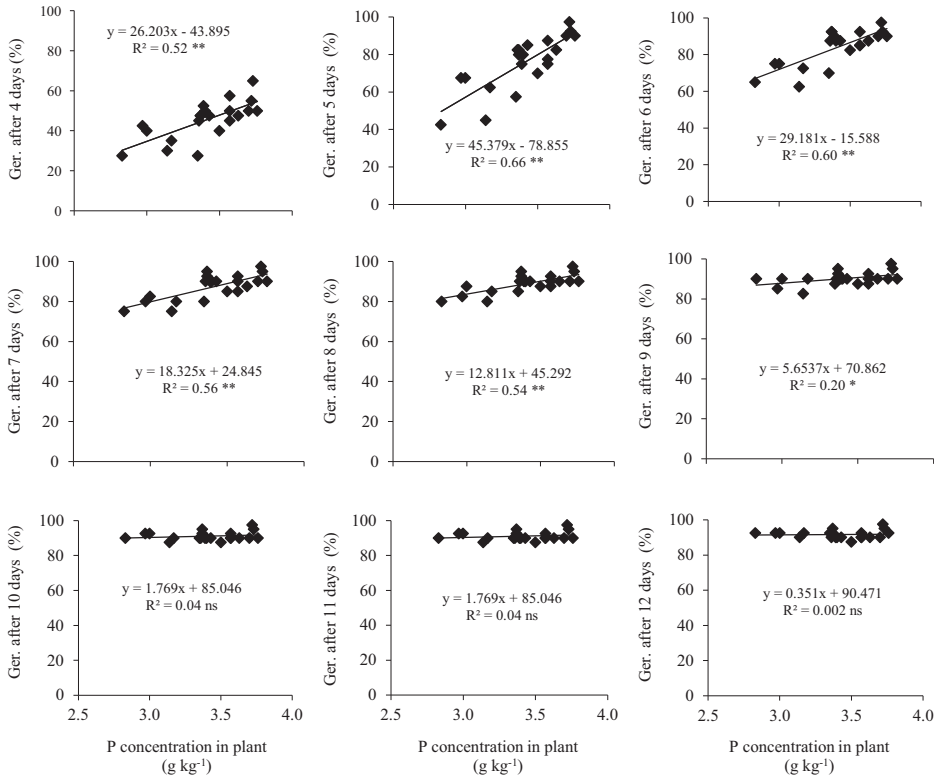 Ger. after 4 days (%)
100
80
60
40
20
0
y = 26.203x - 43.895
R² = 0.52 **
Ger. after 5 days (%)
100
80
60
40
20
0
y = 45.379x - 78.855
R² = 0.66 **
Ger. after 6 days (%)
100
80
60
40
20
0
y = 29.181x - 15.588
R² = 0.60 **
Ger. after 7 days (%)
100
80
60
40
20
0
y = 18.325x + 24.845
R² = 0.56 **
Ger. after 8 days (%)
100
80
60
40
20
0
y = 12.811x + 45.292
R² = 0.54 **
Ger. after 9 days (%)
100
80
60
40
20
0
y = 5.6537x + 70.862
R² = 0.20 *
Ger. after 10 days (%)
100
80
60
40
20
0
y = 1.769x + 85.046
R² = 0.04 ns
2.5 3.0 3.5 4.0
P concentration in plant
(g kg⁻¹)
Ger. after 11 days (%)
100
80
60
40
20
0
y = 1.769x + 85.046
R² = 0.04 ns
2.5 3.0 3.5 4.0
P concentration in plant
(g kg⁻¹)
Ger. after 12 days (%)
100
80
60
40
20
0
y = 0.351x + 90.471
R² = 0.002 ns
2.5 3.0 3.5 4.0
P concentration in plant
(g kg⁻¹)